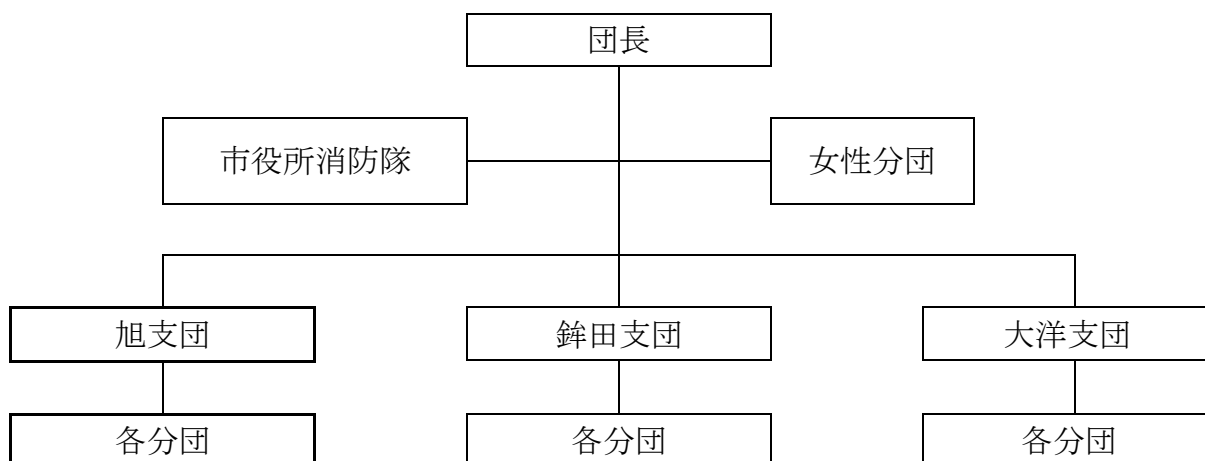 団長
市役所消防隊
女性分団
旭支団
鉾田支団
大洋支団
各分団
各分団
各分団